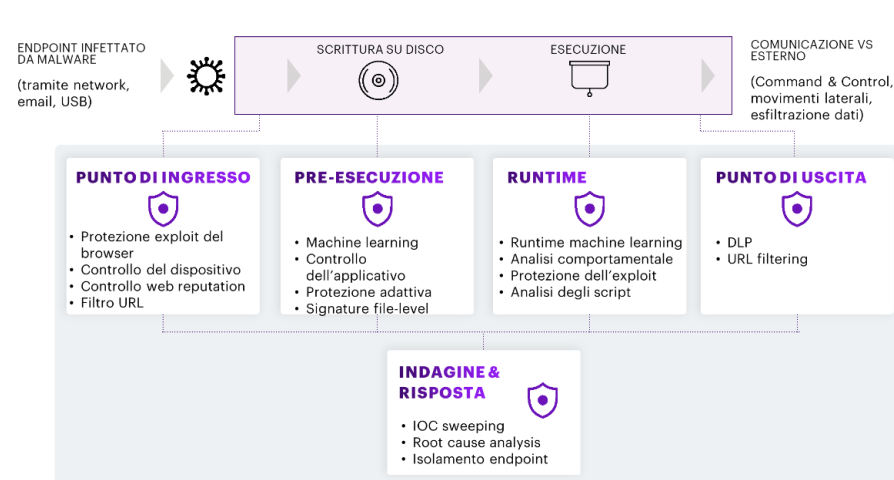 ENDPOINT INFETTATO
DA MALWARE
(tramite network,
email, USB)
SCRITTURA SU DISCO
ESECUZIONE
COMUNICAZIONE VS
ESTERNO
(Command & Control,
movimenti laterali,
esfiltrazione dati)
PUNTO DI INGRESSO
• Protezione exploit del
browser
• Controllo del dispositivo
• Controllo web reputation
• Filtro URL
PRE-ESECUZIONE
• Machine learning
• Controllo
dell'applicativo
• Protezione adattiva
• Signature file-level
RUNTIME
• Runtime machine learning
• Analisi comportamentale
• Protezione dell'exploit
• Analisi degli script
PUNTO DI USCITA
• DLP
• URL filtering
INDAGINE &
RISPOSTA
• IOC sweeping
• Root cause analysis
• Isolamento endpoint